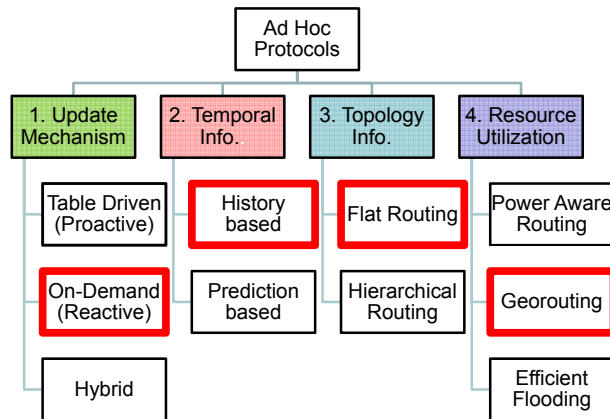 Ad Hoc
Protocols
1. Update
Mechanism
2. Temporal
Info.
3. Topology
Info.
4. Resource
Utilization
Table Driven
(Proactive)
History
based
Flat Routing
Power Aware
Routing
On-Demand
(Reactive)
Prediction
based
Hierarchical
Routing
Georouting
Hybrid
Efficient
Flooding